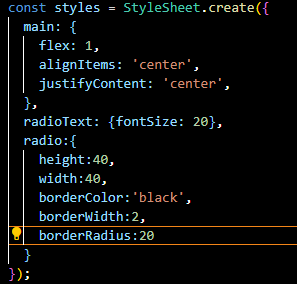 const styles = StyleSheet.create({
  main: {
    flex: 1,
    alignItems: 'center',
    justifyContent: 'center',
  },
  radioText: {fontSize: 20},
  radio:{
    height:40,
    width:40,
    borderColor:'black',
    borderWidth:2,
    borderRadius:20
  }
});